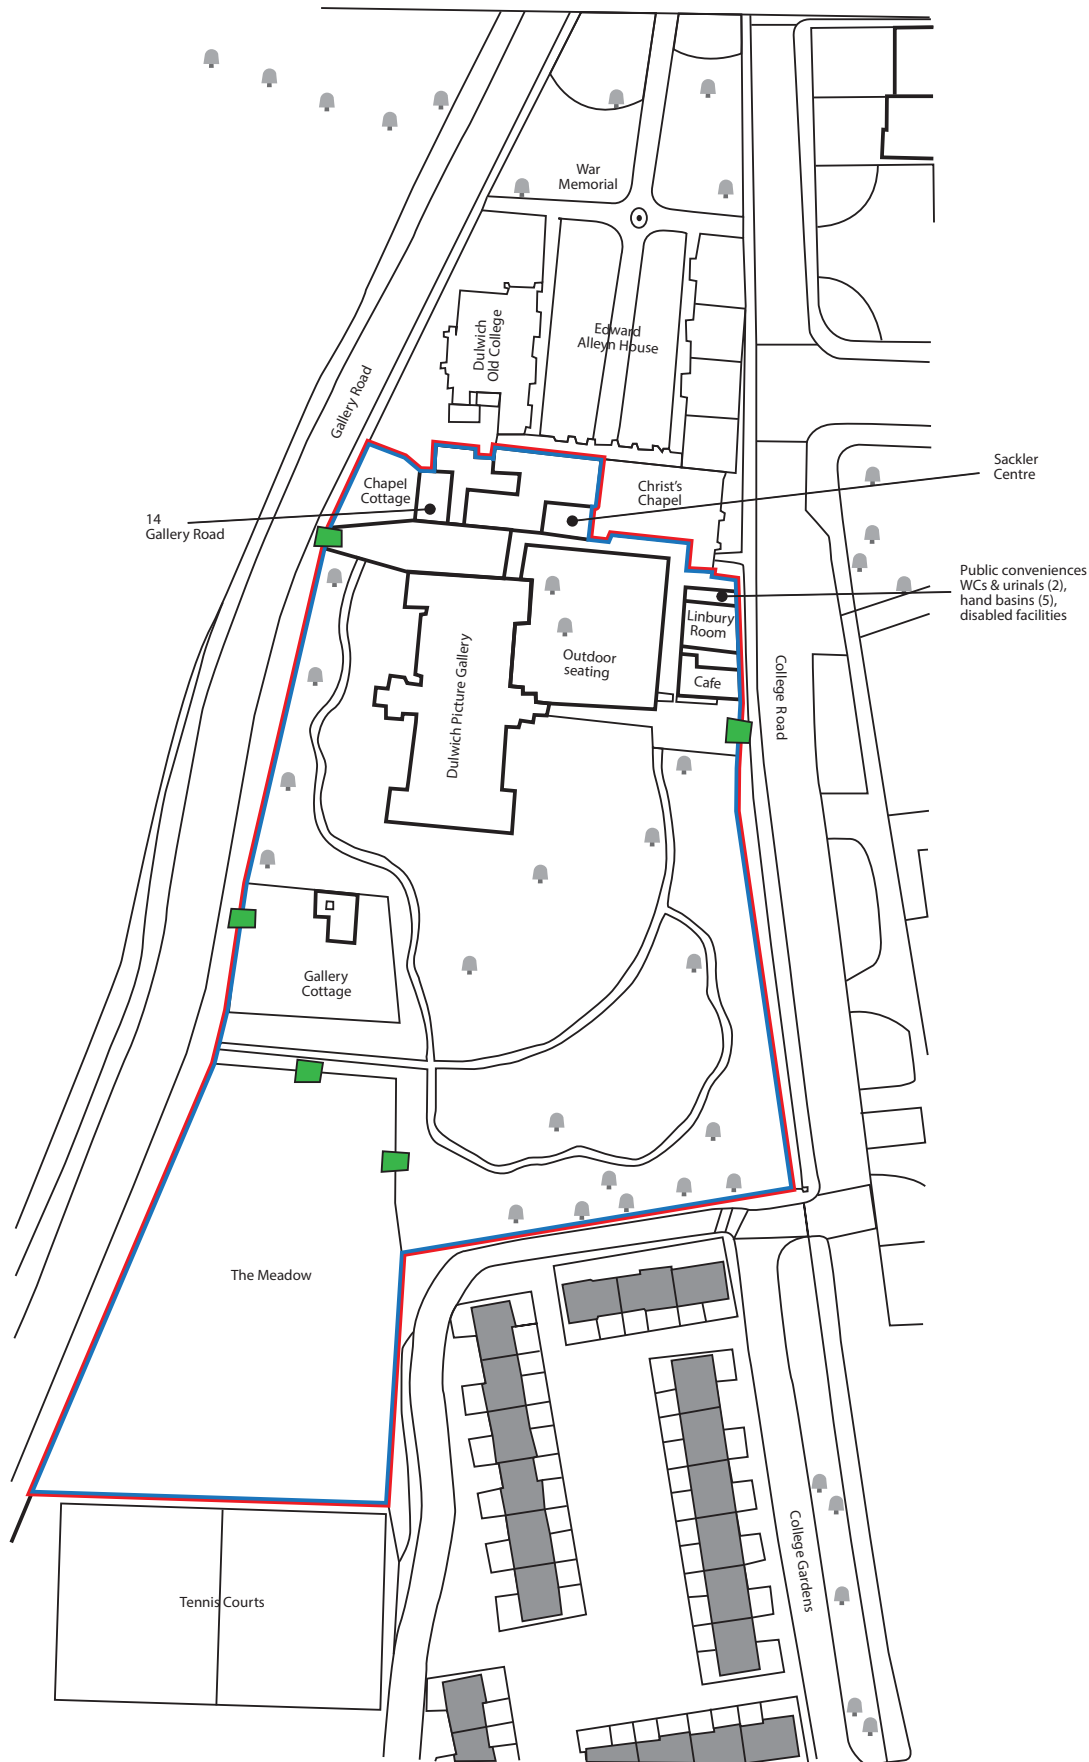 War
Memorial
Edward
Alleyn House
Dulwich
Old College
Gallery Road
Sackler
Centre
Chapel
Cottage
Christ's
Chapel
14
Gallery Road
Public conveniences
WCs & urinals (2),
hand basins (5),
disabled facilities
Linbury
Room
Outdoor
seating
Cafe
Dulwich Picture Gallery
College Road
Gallery
Cottage
The Meadow
College Gardens
Tennis Courts